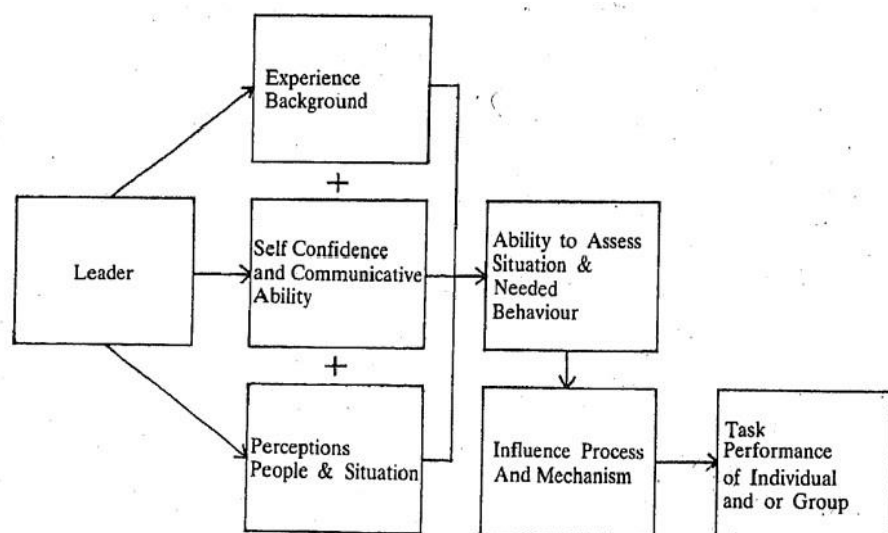 Experience
Background
+
Leader
Self Confidence
and Communicative
Ability
Ability to Assess
Situation &
Needed
Behaviour
+
Perceptions
People & Situation
Influence Process
And Mechanism
Task
Performance
of Individual
and or Group